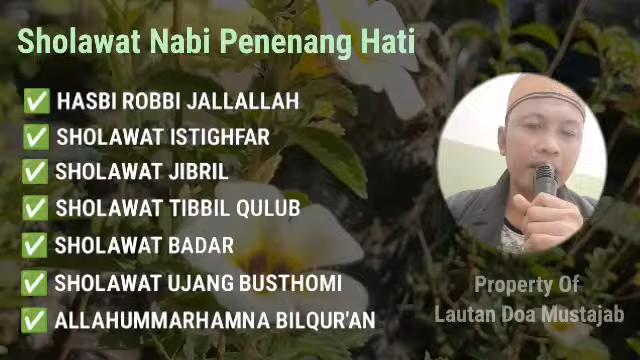 Sholawat Nabi Penenang Hati
✅ HASBI ROBBI JALLALLAH
✅ SHOLAWAT ISTIGHFAR
✅ SHOLAWAT JIBRIL
✅ SHOLAWAT TIBBIL QULUB
✅ SHOLAWAT BADAR
✅ SHOLAWAT UJANG BUSTHOMI
✅ ALLAHUMMARHAMNA BILQUR'AN
Property Of
Lautan Doa Mustajab